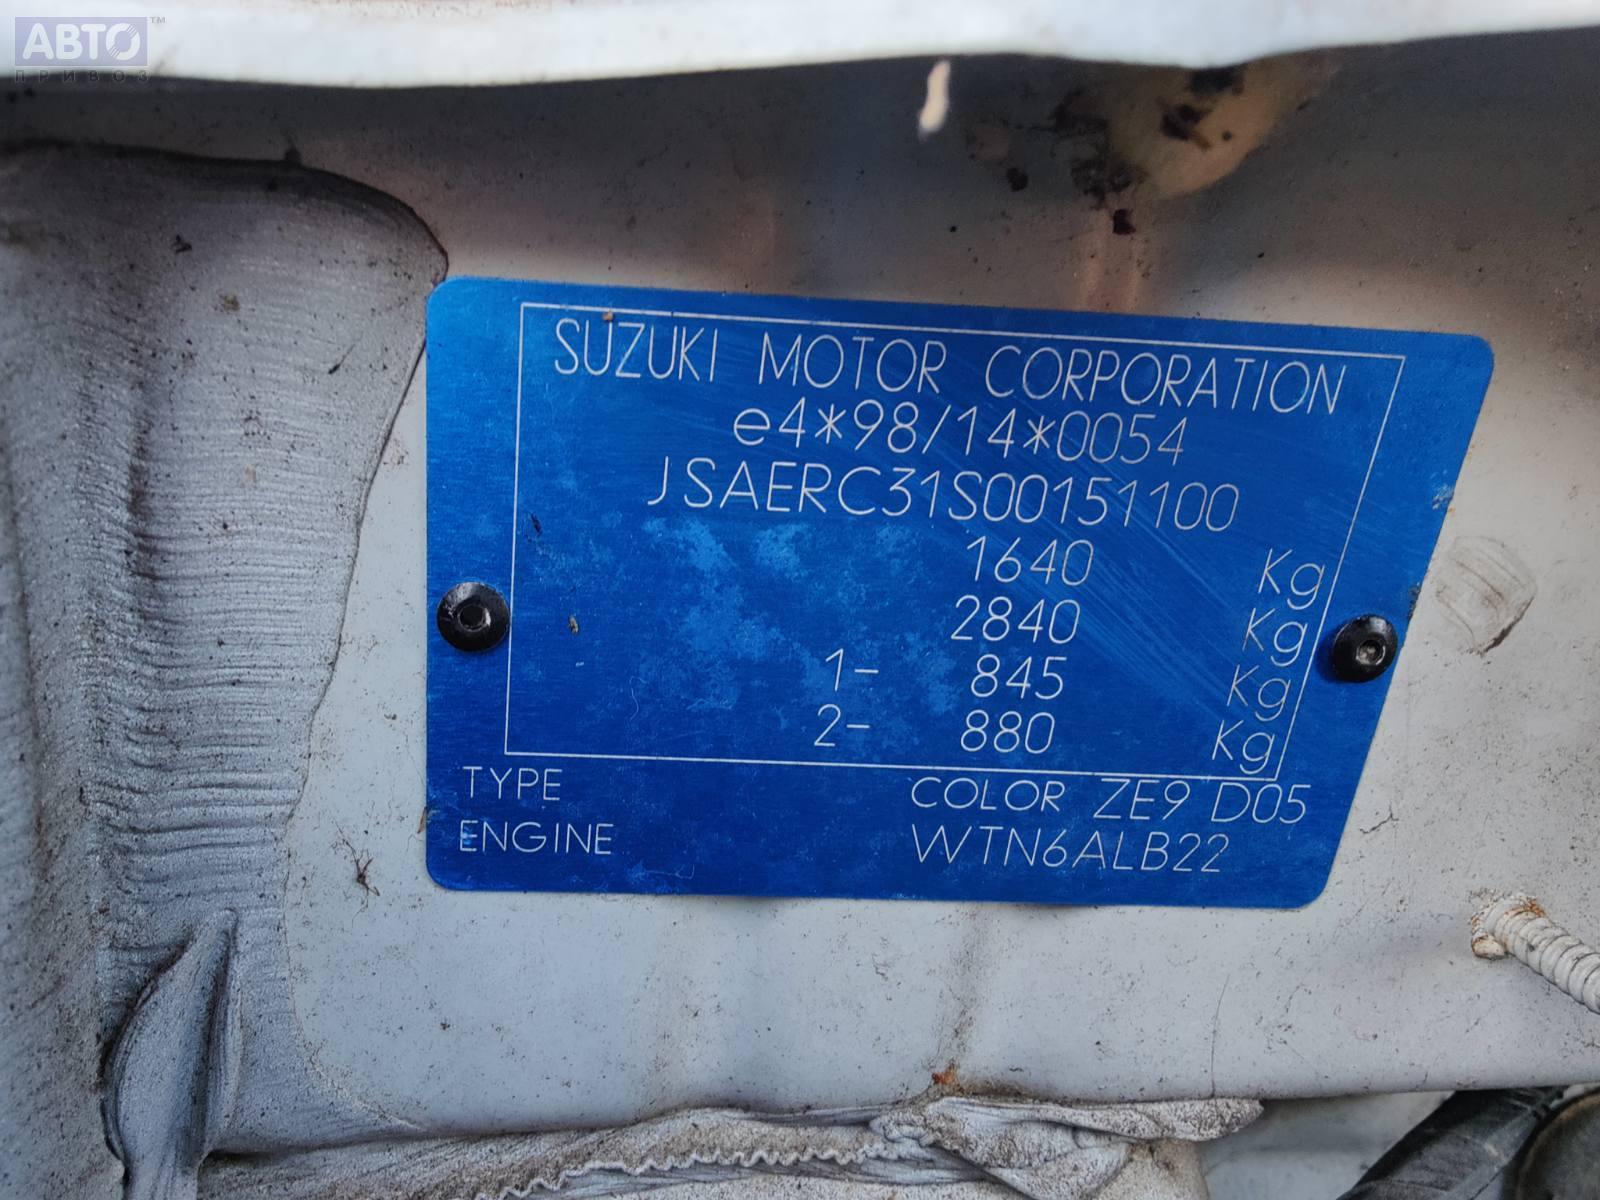 АВТО™
ПРИВОЗ
SUZUKI MOTOR CORPORATION
e4*98/14*0054
JSAERC31S00151100
1640 Kg
2840 Kg
1- 845 Kg
2- 880 Kg
TYPE COLOR ZE9 D05
ENGINE WTN6ALB22